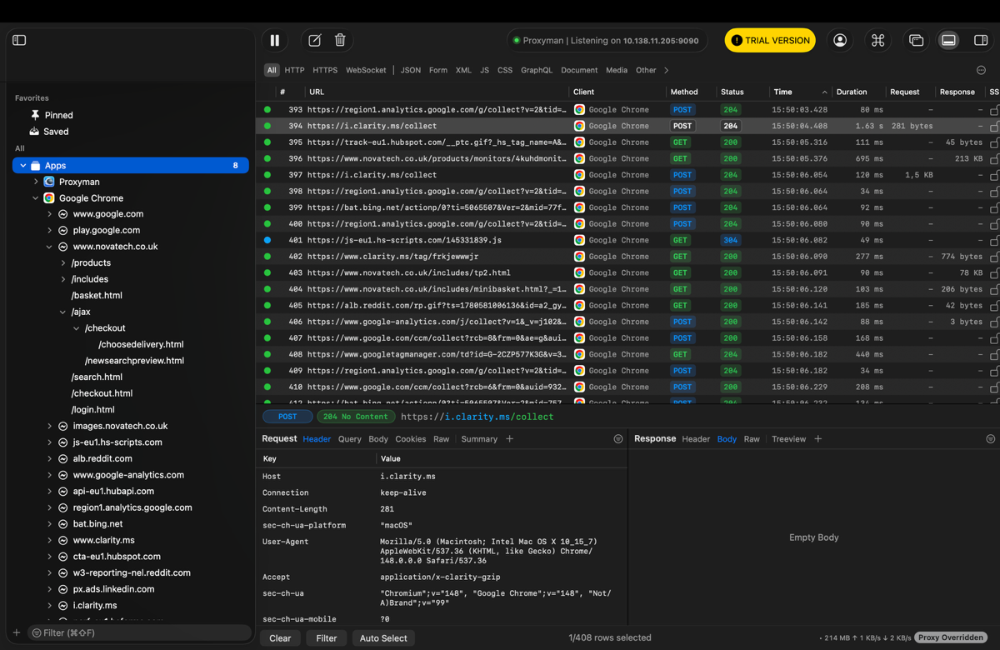 Proxyman | Listening on 10.138.11.205:9090
TRIAL VERSION
All HTTP HTTPS WebSocket JSON Form XML JS CSS GraphQL Document Media Other
Favorites
Pinned
Saved
All
Apps 8
Proxyman
Google Chrome
www.google.com
play.google.com
www.novatech.co.uk
/products
/includes
/basket.html
/ajax
/checkout
/choosedelivery.html
/newsearchpreview.html
/search.html
/checkout.html
/login.html
images.novatech.co.uk
js-eu1.hs-scripts.com
alb.reddit.com
www.google-analytics.com
api-eu1.hubapi.com
region1.analytics.google.com
bat.bing.net
www.clarity.ms
cta-eu1.hubspot.com
w3-reporting-nel.reddit.com
px.ads.linkedin.com
i.clarity.ms
Filter (⌘⇧F)
# URL Client Method Status Time Duration Request Response SS
393 https://region1.analytics.google.com/g/collect?v=2&tid=… Google Chrome POST 204 15:50:03.428 80 ms – –
394 https://i.clarity.ms/collect Google Chrome POST 204 15:50:04.408 1.63 s 281 bytes –
395 https://track-eu1.hubspot.com/__ptc.gif?_hs_tag_name=A&… Google Chrome GET 200 15:50:05.316 111 ms – 45 bytes
396 https://www.novatech.co.uk/products/monitors/4kuhdmonit… Google Chrome GET 200 15:50:05.376 695 ms – 213 KB
397 https://i.clarity.ms/collect Google Chrome POST 204 15:50:06.054 120 ms 1,5 KB –
398 https://region1.analytics.google.com/g/collect?v=2&tid=… Google Chrome POST 204 15:50:06.064 34 ms – –
399 https://bat.bing.net/actionp/0?ti=5065507&Ver=2&mid=77f… Google Chrome POST 204 15:50:06.064 92 ms – –
400 https://region1.analytics.google.com/g/collect?v=2&tid=… Google Chrome POST 204 15:50:06.080 90 ms – –
401 https://js-eu1.hs-scripts.com/145331839.js Google Chrome GET 304 15:50:06.082 49 ms – –
402 https://www.clarity.ms/tag/frkjewwwjr Google Chrome GET 200 15:50:06.090 277 ms – 774 bytes
403 https://www.novatech.co.uk/includes/tp2.html Google Chrome GET 200 15:50:06.091 90 ms – 78 KB
404 https://www.novatech.co.uk/includes/minibasket.html?_=1… Google Chrome GET 200 15:50:06.120 103 ms – 206 bytes
405 https://alb.reddit.com/rp.gif?ts=1780581006136&id=a2_gy… Google Chrome GET 200 15:50:06.141 185 ms – 42 bytes
406 https://www.google-analytics.com/j/collect?v=1&_v=j102&… Google Chrome POST 200 15:50:06.142 88 ms – 3 bytes
407 https://www.google.com/ccm/collect?rcb=8&frm=0&ae=g&aui… Google Chrome POST 200 15:50:06.158 168 ms – –
408 https://www.googletagmanager.com/td?id=G-2CZP577K3G&v=3… Google Chrome GET 200 15:50:06.182 440 ms – –
409 https://region1.analytics.google.com/g/collect?v=2&tid=… Google Chrome POST 204 15:50:06.182 34 ms – –
410 https://www.google.com/ccm/collect?rcb=6&frm=0&auid=932… Google Chrome POST 200 15:50:06.229 208 ms – –
POST 204 No Content https://i.clarity.ms/collect
Request Header Query Body Cookies Raw Summary +
Key Value
Host i.clarity.ms
Connection keep-alive
Content-Length 281
sec-ch-ua-platform "macOS"
User-Agent Mozilla/5.0 (Macintosh; Intel Mac OS X 10_15_7)
AppleWebKit/537.36 (KHTML, like Gecko) Chrome/
148.0.0.0 Safari/537.36
Accept application/x-clarity-gzip
sec-ch-ua "Chromium";v="148", "Google Chrome";v="148", "Not/
A)Brand";v="99"
sec-ch-ua-mobile ?0
Response Header Body Raw Treeview +
Empty Body
Clear Filter Auto Select
1/408 rows selected
· 214 MB ↑ 1 KB/s ↓ 2 KB/s Proxy Overridden